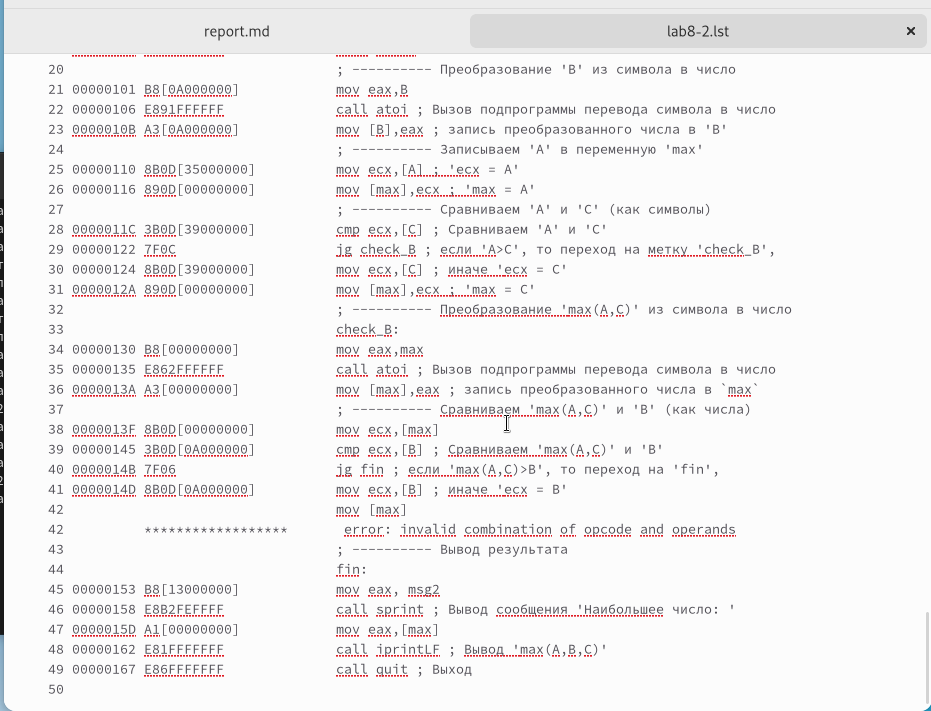 report.md
lab8-2.lst
20 ; ---------- Преобразование 'B' из символа в число
21 00000101 B8[0A000000] mov eax,B
22 00000106 E891FFFFFF call atoi ; Вызов подпрограммы перевода символа в число
23 0000010B A3[0A000000] mov [B],eax ; запись преобразованного числа в 'B'
24 ; ---------- Записываем 'A' в переменную 'max'
25 00000110 8B0D[35000000] mov ecx,[A] ; 'ecx = A'
26 00000116 890D[00000000] mov [max],ecx ; 'max = A'
27 ; ---------- Сравниваем 'A' и 'С' (как символы)
28 0000011C 3B0D[39000000] cmp ecx,[C] ; Сравниваем 'A' и 'С'
29 00000122 7F0C jg check_B ; если 'A>C', то переход на метку 'check_B',
30 00000124 8B0D[39000000] mov ecx,[C] ; иначе 'ecx = C'
31 0000012A 890D[00000000] mov [max],ecx ; 'max = C'
32 ; ---------- Преобразование 'max(A,C)' из символа в число
33 check_B:
34 00000130 B8[00000000] mov eax,max
35 00000135 E862FFFFFF call atoi ; Вызов подпрограммы перевода символа в число
36 0000013A A3[00000000] mov [max],eax ; запись преобразованного числа в `max`
37 ; ---------- Сравниваем 'max(A,C)' и 'B' (как числа)
38 0000013F 8B0D[00000000] mov ecx,[max]
39 00000145 3B0D[0A000000] cmp ecx,[B] ; Сравниваем 'max(A,C)' и 'B'
40 0000014B 7F06 jg fin ; если 'max(A,C)>B', то переход на 'fin',
41 0000014D 8B0D[0A000000] mov ecx,[B] ; иначе 'ecx = B'
42 mov [max]
42 ****************** error: invalid combination of opcode and operands
43 ; ---------- Вывод результата
44 fin:
45 00000153 B8[13000000] mov eax, msg2
46 00000158 E8B2FEFFFF call sprint ; Вывод сообщения 'Наибольшее число: '
47 0000015D A1[00000000] mov eax,[max]
48 00000162 E81FFFFFFF call iprintLF ; Вывод 'max(A,B,C)'
49 00000167 E86FFFFFFF call quit ; Выход
50